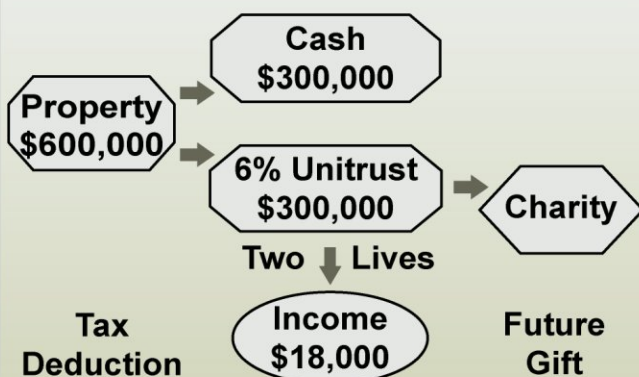 Cash
$300,000
Property
$600,000
6% Unitrust
$300,000
Charity
Two Lives
Income
$18,000
Tax
Deduction
Future
Gift